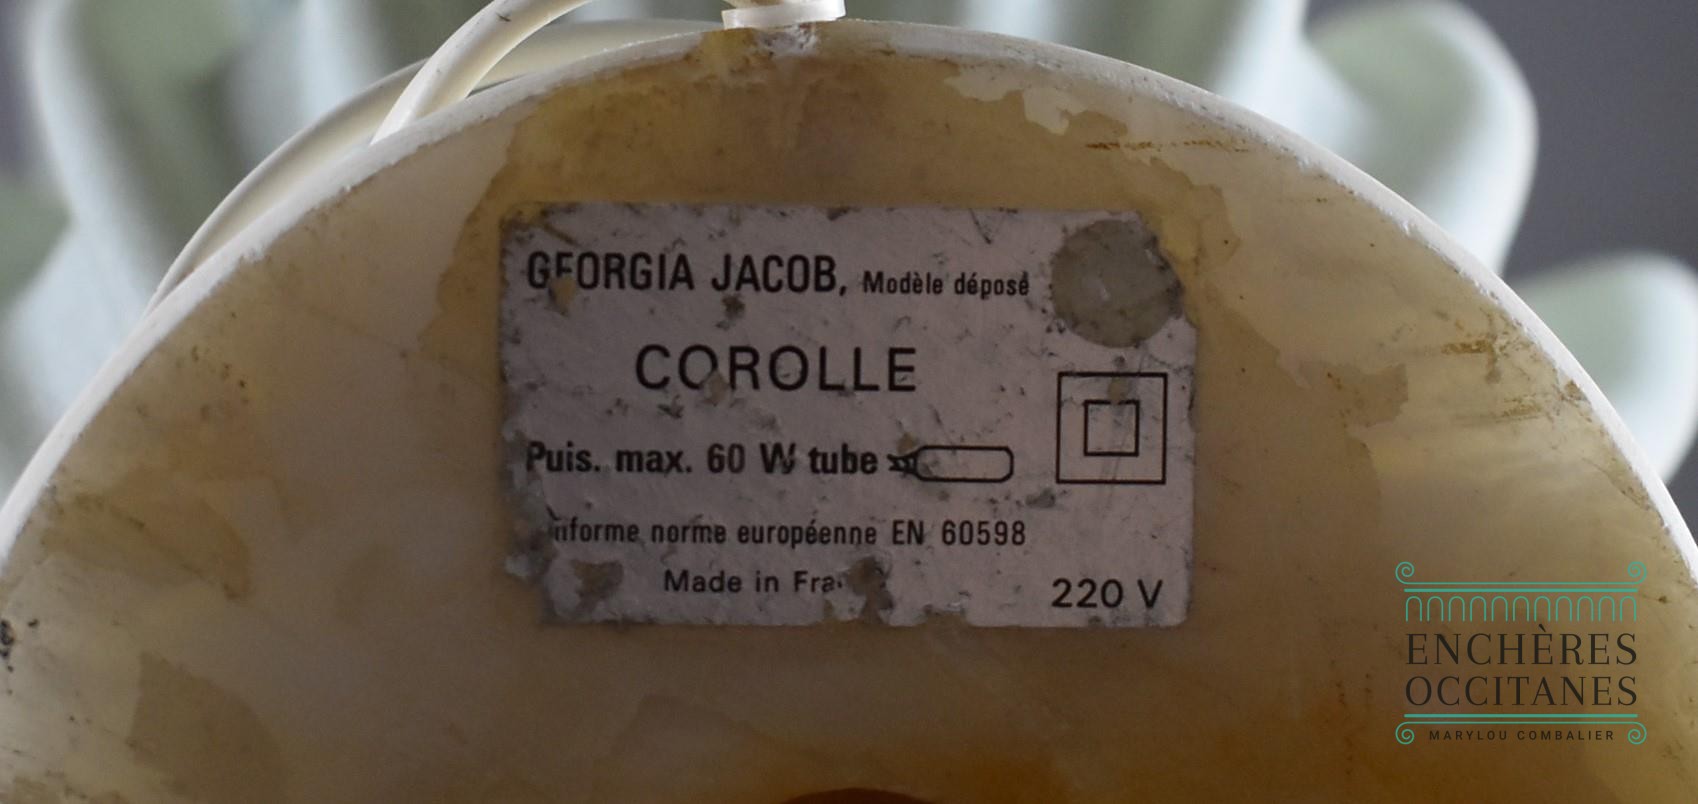 GEORGIA JACOB, Modèle déposé
COROLLE
Puis. max. 60 W tube
nforme norme européenne EN 60598
Made in Fra
220 V
ENCHÈRES
OCCITANES
MARYLOU COMBALIER